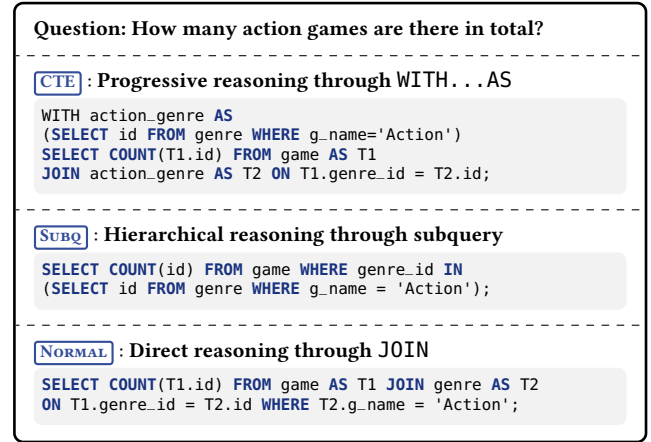 Question: How many action games are there in total?
CTE : Progressive reasoning through WITH...AS
WITH action_genre AS
(SELECT id FROM genre WHERE g_name='Action')
SELECT COUNT(T1.id) FROM game AS T1
JOIN action_genre AS T2 ON T1.genre_id = T2.id;
SUBQ : Hierarchical reasoning through subquery
SELECT COUNT(id) FROM game WHERE genre_id IN
(SELECT id FROM genre WHERE g_name = 'Action');
NORMAL : Direct reasoning through JOIN
SELECT COUNT(T1.id) FROM game AS T1 JOIN genre AS T2
ON T1.genre_id = T2.id WHERE T2.g_name = 'Action';